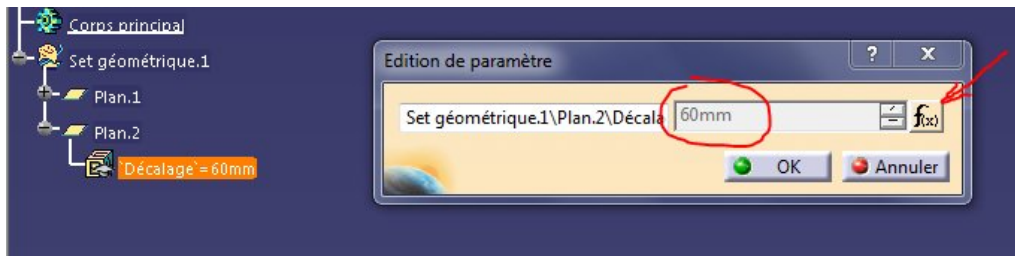 Corps principal
Set géométrique.1
Plan.1
Plan.2
`Décalage`=60mm
Edition de paramètre
? X
Set géométrique.1\Plan.2\Décala 60mm f(x)
OK Annuler